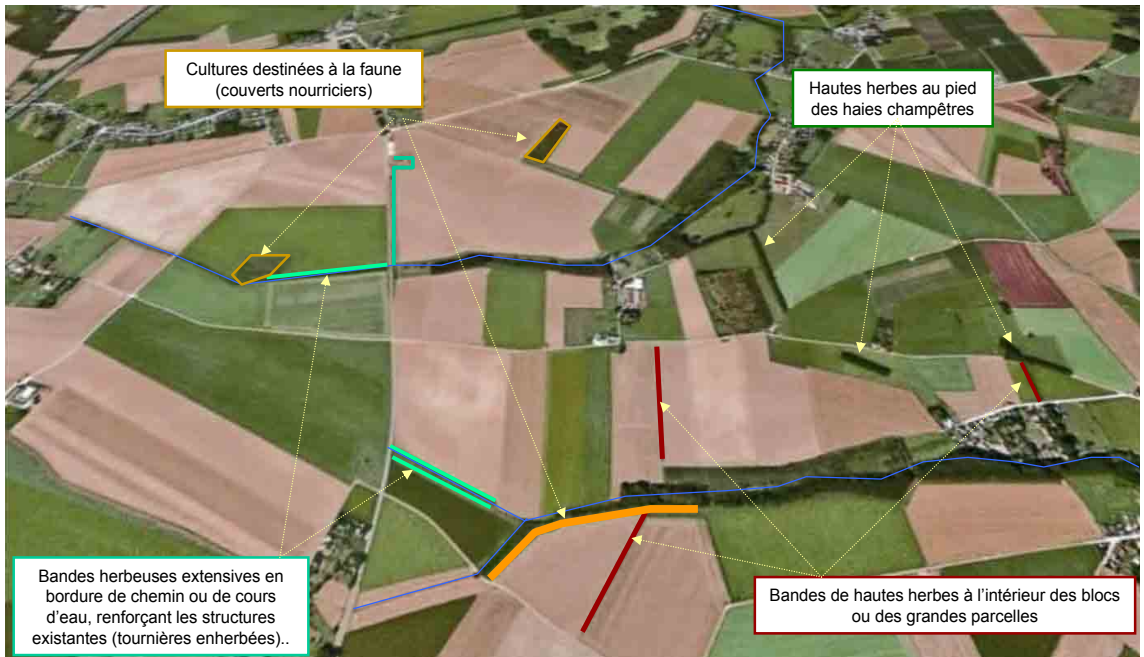 Cultures destinées à la faune
(couverts nourriciers)
Hautes herbes au pied
des haies champêtres
Bandes herbeuses extensives en
bordure de chemin ou de cours
d’eau, renforçant les structures
existantes (tournières enherbées)..
Bandes de hautes herbes à l’intérieur des blocs
ou des grandes parcelles